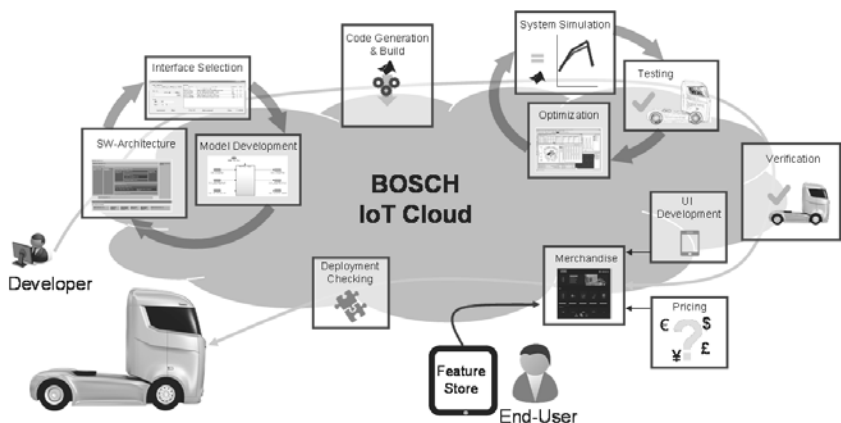 System Simulation
Code Generation
& Build
Interface Selection
Testing
SW-Architecture
Model Development
Optimization
Verification
BOSCH
IoT Cloud
UI
Development
Developer
Deployment
Checking
Merchandise
Pricing
€ $
? 
¥ £
Feature
Store
End-User